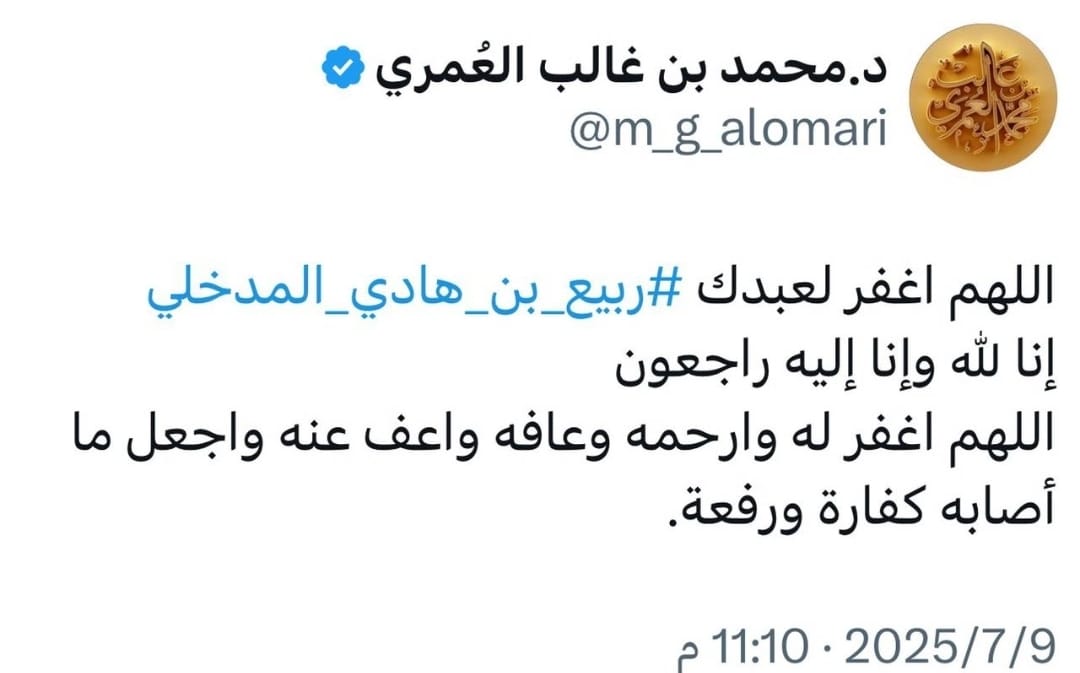 د.محمد بن غالب العُمري
@m_g_alomari
اللهم اغفر لعبدك #ربيع_بن_هادي_المدخلي
إنا لله وإنا إليه راجعون
اللهم اغفر له وارحمه وعافه واعف عنه واجعل ما
أصابه كفارة ورفعة.
2025/7/9 · 11:10 م